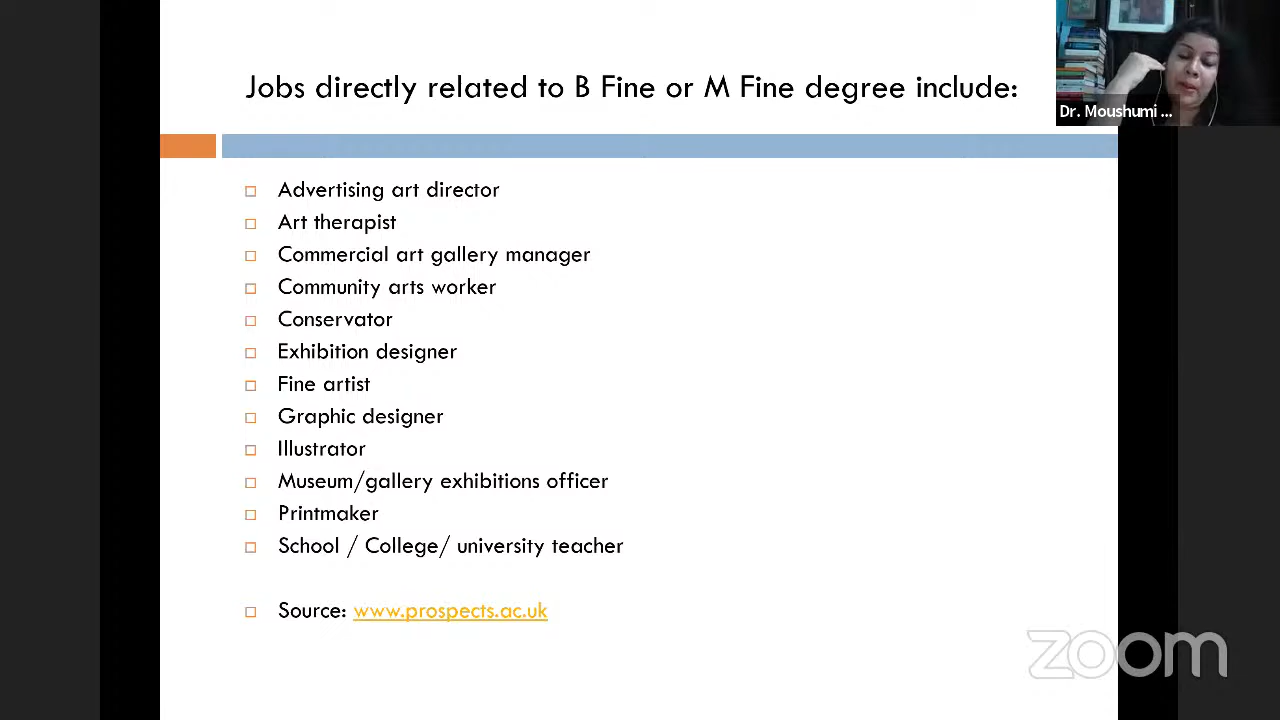 Jobs directly related to B Fine or M Fine degree include:
Dr. Moushumi ...
Advertising art director
Art therapist
Commercial art gallery manager
Community arts worker
Conservator
Exhibition designer
Fine artist
Graphic designer
Illustrator
Museum/gallery exhibitions officer
Printmaker
School / College/ university teacher
Source: www.prospects.ac.uk
zoom